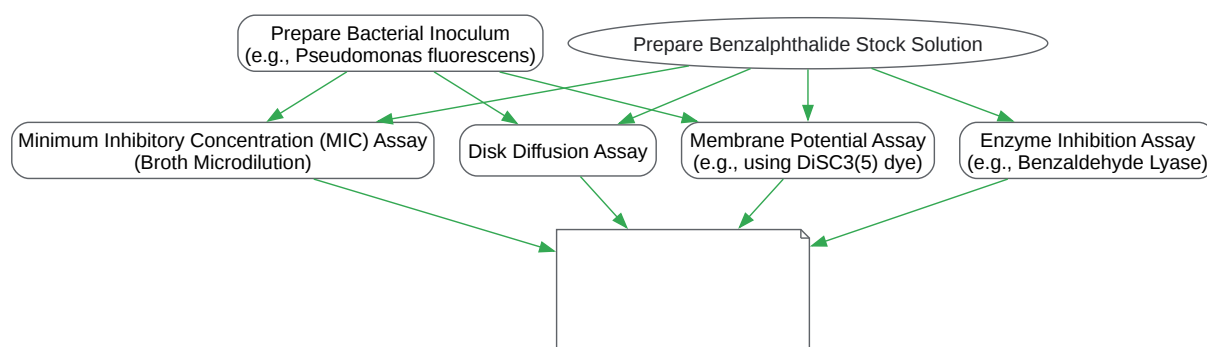 Prepare Bacterial Inoculum
(e.g., Pseudomonas fluorescens)
Prepare Benzalphthalide Stock Solution
Minimum Inhibitory Concentration (MIC) Assay
(Broth Microdilution)
Disk Diffusion Assay
Membrane Potential Assay
(e.g., using DiSC3(5) dye)
Enzyme Inhibition Assay
(e.g., Benzaldehyde Lyase)